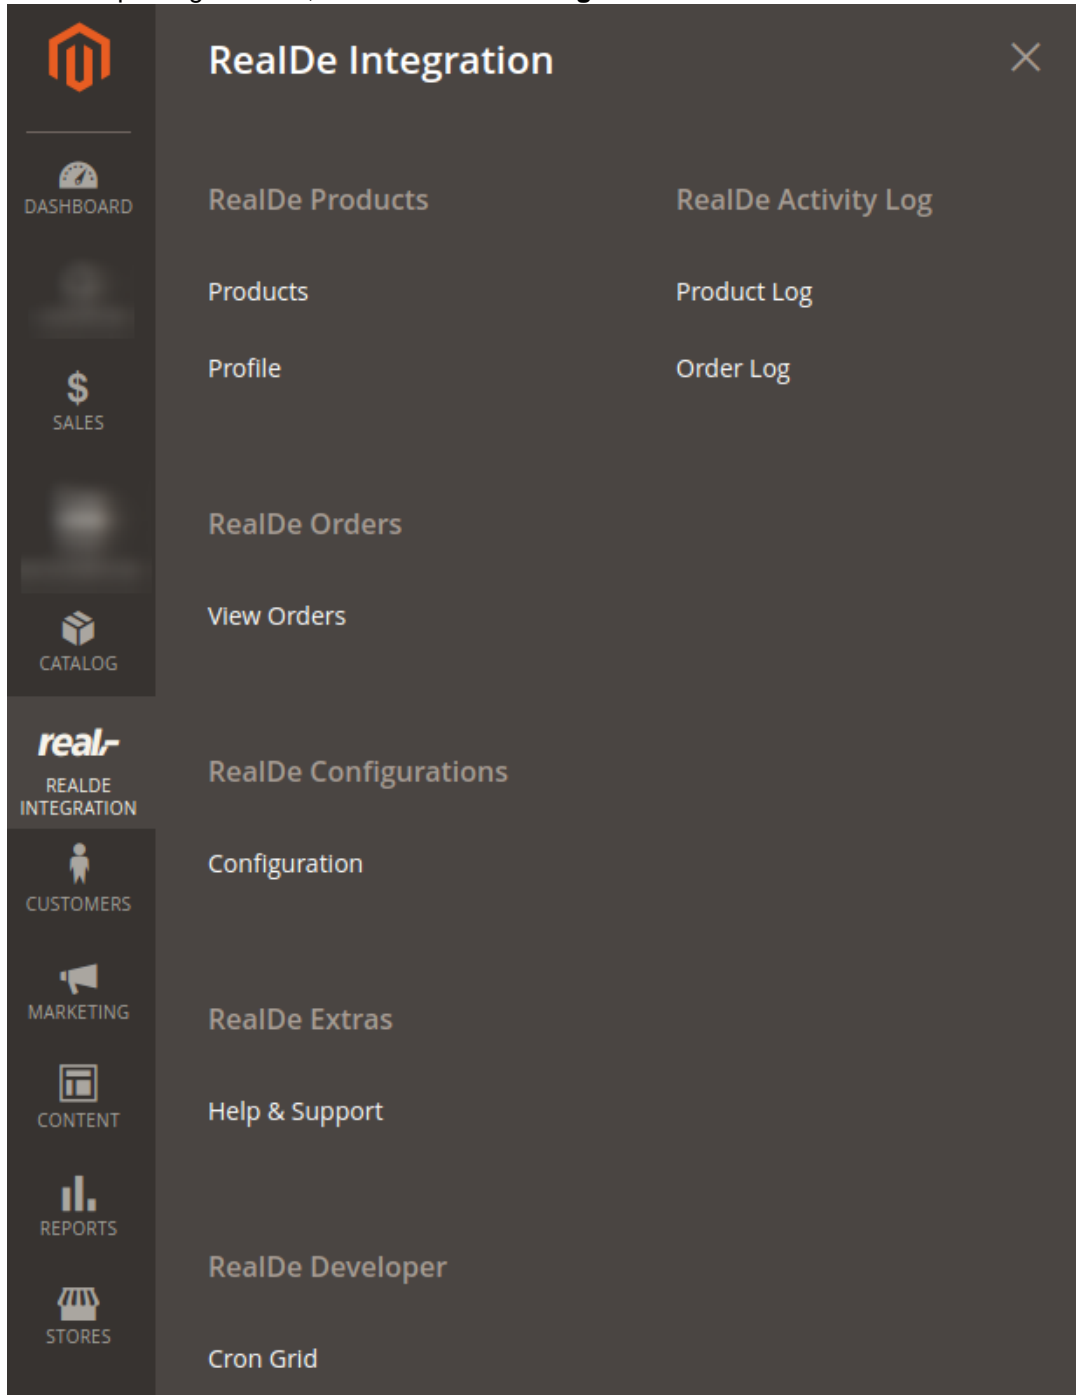 RealDe Integration
DASHBOARD
SALES
CATALOG
real,-
REALDE
INTEGRATION
CUSTOMERS
MARKETING
CONTENT
REPORTS
STORES
RealDe Products
Products
Profile
RealDe Orders
View Orders
RealDe Configurations
Configuration
RealDe Extras
Help & Support
RealDe Developer
Cron Grid
RealDe Activity Log
Product Log
Order Log